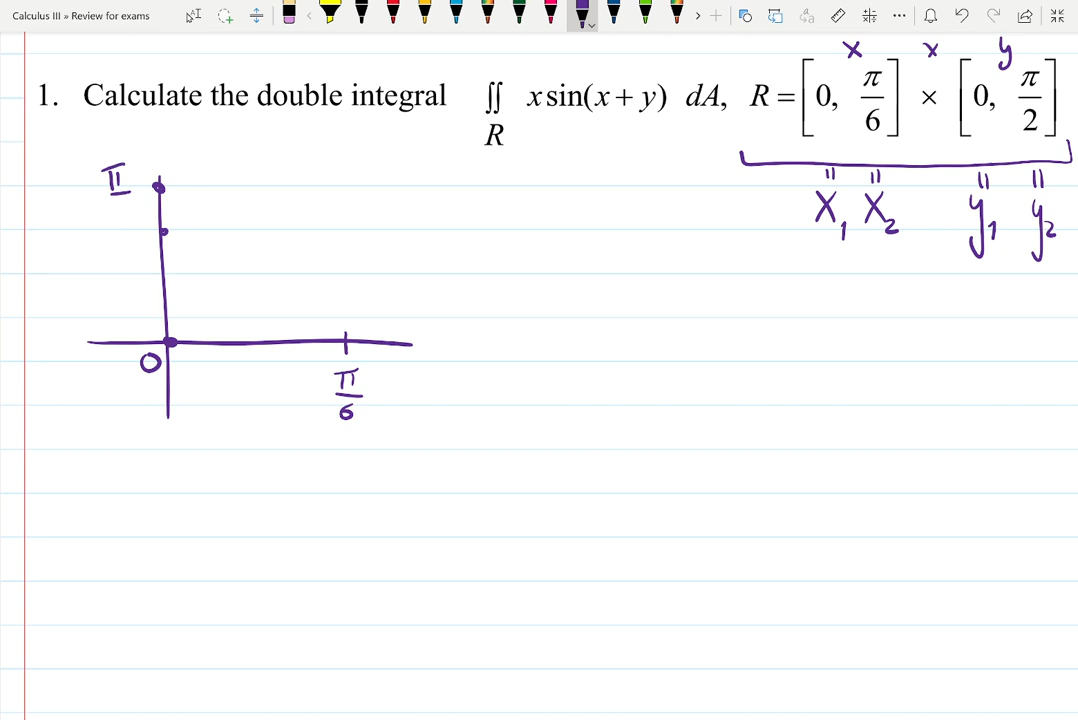 Calculus III » Review for exams
x x y
1. Calculate the double integral ∬ x sin(x + y) dA, R = [0, π/6] × [0, π/2]
R
π
" " " "
x₁ x₂ y₁ y₂
0
π/6